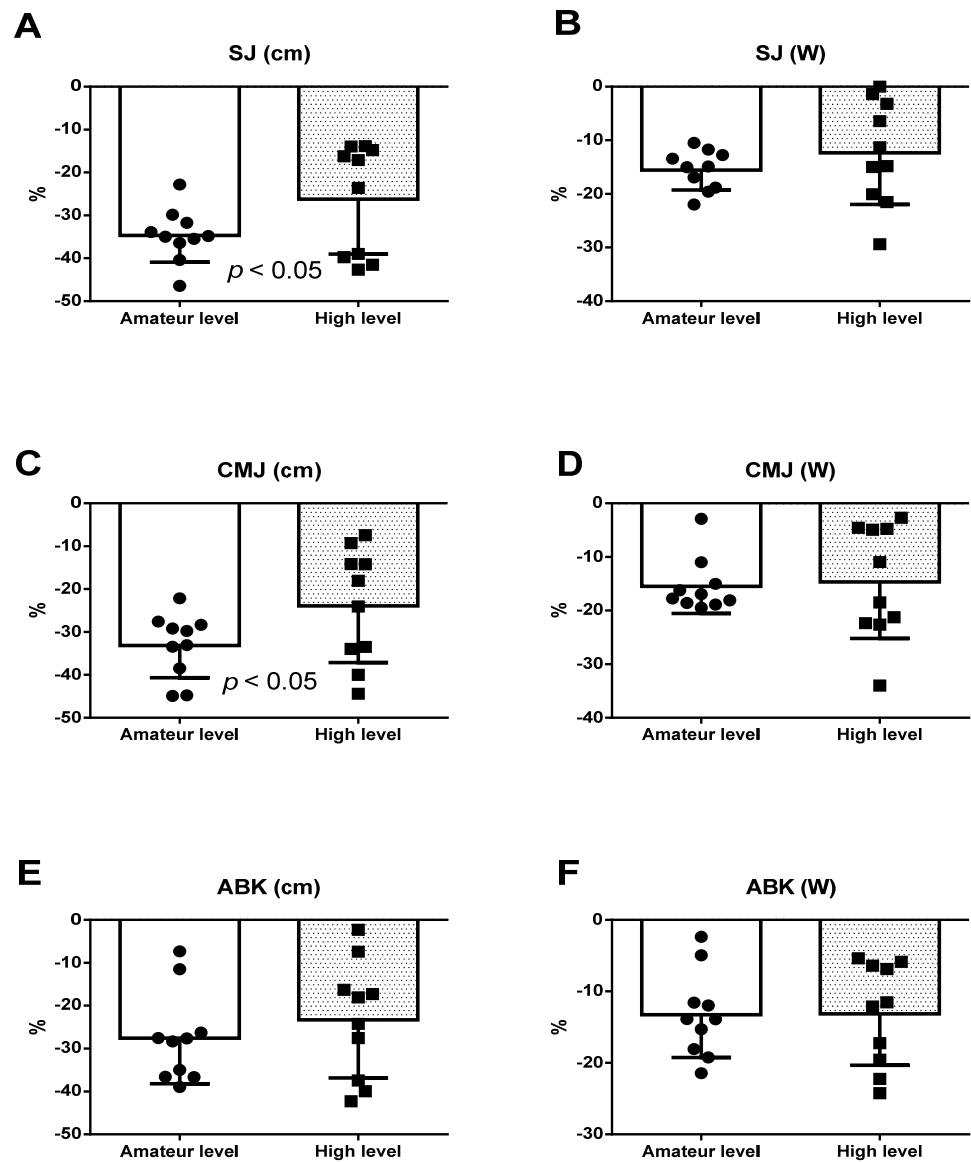 A
SJ (cm)
0
-10
-20
-30
-40
-50
%
p < 0.05
Amateur level
High level
B
SJ (W)
0
-10
-20
-30
-40
%
Amateur level
High level
C
CMJ (cm)
0
-10
-20
-30
-40
-50
%
p < 0.05
Amateur level
High level
D
CMJ (W)
0
-10
-20
-30
-40
%
Amateur level
High level
E
ABK (cm)
0
-10
-20
-30
-40
-50
%
Amateur level
High level
F
ABK (W)
0
-10
-20
-30
%
Amateur level
High level